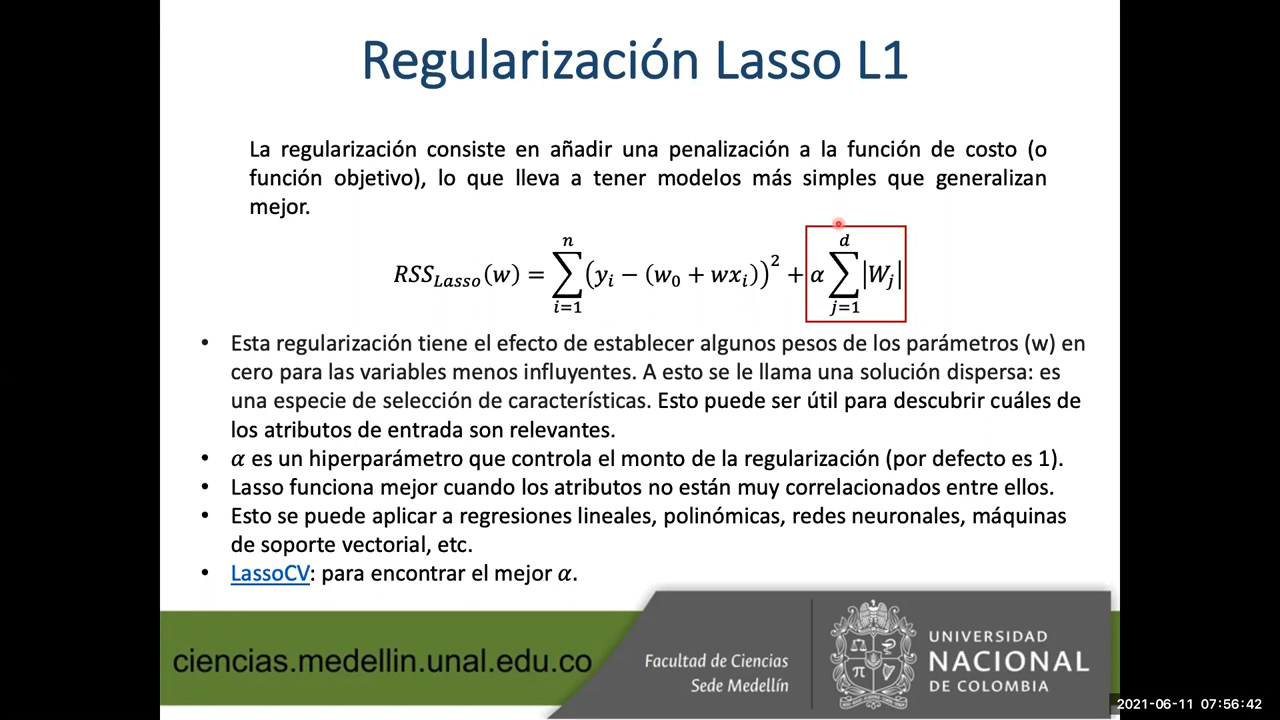 Regularización Lasso L1
La regularización consiste en añadir una penalización a la función de costo (o
función objetivo), lo que lleva a tener modelos más simples que generalizan
mejor.
RSS_{Lasso}(w) = \sum_{i=1}^{n} (y_i − (w_0 + wx_i))^2 + α \sum_{j=1}^{d} |W_j|
• Esta regularización tiene el efecto de establecer algunos pesos de los parámetros (w) en
cero para las variables menos influyentes. A esto se le llama una solución dispersa: es
una especie de selección de características. Esto puede ser útil para descubrir cuáles de
los atributos de entrada son relevantes.
• α es un hiperparámetro que controla el monto de la regularización (por defecto es 1).
• Lasso funciona mejor cuando los atributos no están muy correlacionados entre ellos.
• Esto se puede aplicar a regresiones lineales, polinómicas, redes neuronales, máquinas
de soporte vectorial, etc.
• LassoCV: para encontrar el mejor α.
ciencias.medellin.unal.edu.co
Facultad de Ciencias
Sede Medellín
UNIVERSIDAD
NACIONAL
DE COLOMBIA
2021-06-11 07:56:42